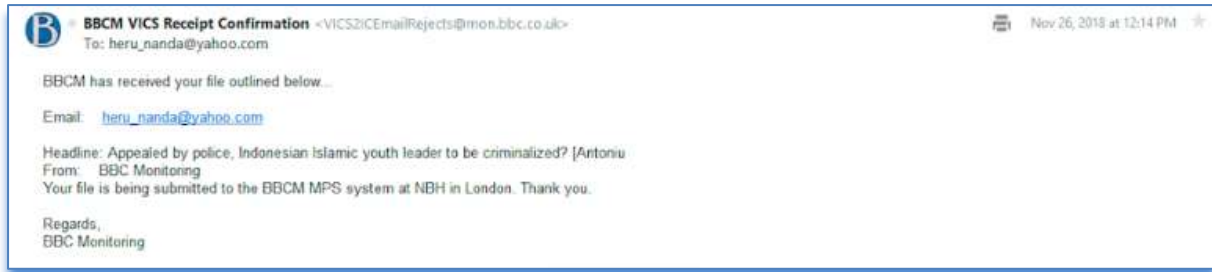 B
BBCM VICS Receipt Confirmation <VICS2ICEmailRejects@mon.bbc.co.uk>
Nov 26, 2018 at 12:14 PM
To: heru_nanda@yahoo.com
BBCM has received your file outlined below...
Email: heru_nanda@yahoo.com
Headline: Appealed by police, Indonesian Islamic youth leader to be criminalized? [Antoniu
From: BBC Monitoring
Your file is being submitted to the BBCM MPS system at NBH in London. Thank you.
Regards,
BBC Monitoring